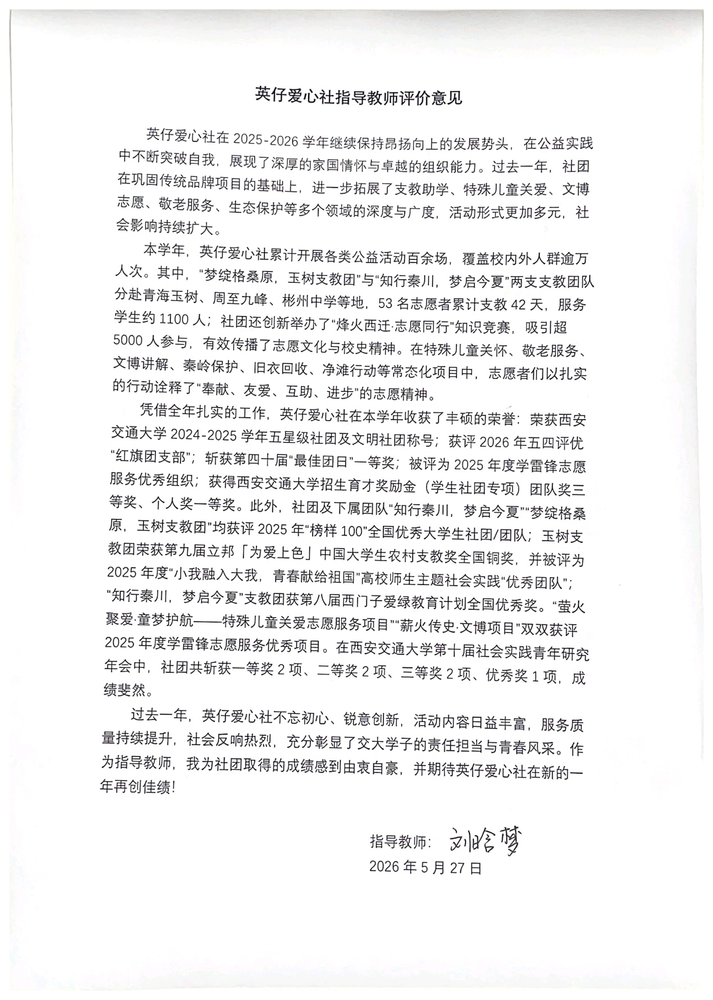 英仔爱心社指导教师评价意见
英仔爱心社在 2025-2026 学年继续保持昂扬向上的发展势头，在公益实践
中不断突破自我，展现了深厚的家国情怀与卓越的组织能力。过去一年，社团
在巩固传统品牌项目的基础上，进一步拓展了支教助学、特殊儿童关爱、文博
志愿、敬老服务、生态保护等多个领域的深度与广度，活动形式更加多元，社
会影响持续扩大。
本学年，英仔爱心社累计开展各类公益活动百余场，覆盖校内外人群逾万
人次。其中，“梦绽格桑原，玉树支教团”与“知行秦川，梦启今夏”两支支教团队
分赴青海玉树、周至九峰、彬州中学等地，53 名志愿者累计支教 42 天，服务
学生约 1100 人；社团还创新举办了“烽火西迁·志愿同行”知识竞赛，吸引超
5000 人参与，有效传播了志愿文化与校史精神。在特殊儿童关怀、敬老服务、
文博讲解、秦岭保护、旧衣回收、净滩行动等常态化项目中，志愿者们以扎实
的行动诠释了“奉献、友爱、互助、进步”的志愿精神。
凭借全年扎实的工作，英仔爱心社在本学年收获了丰硕的荣誉：荣获西安
交通大学 2024-2025 学年五星级社团及文明社团称号；获评 2026 年五四评优
“红旗团支部”；斩获第四十届“最佳团日”一等奖；被评为 2025 年度学雷锋志愿
服务优秀组织；获得西安交通大学招生育才奖励金（学生社团专项）团队奖三
等奖、个人奖一等奖。此外，社团及下属团队“知行秦川，梦启今夏”“梦绽格桑
原，玉树支教团”均获评 2025 年“榜样 100”全国优秀大学生社团/团队；玉树支
教团荣获第九届立邦「为爱上色」中国大学生农村支教奖全国铜奖，并被评为
2025 年度“小我融入大我，青春献给祖国”高校师生主题社会实践“优秀团队”；
“知行秦川，梦启今夏”支教团获第八届西门子爱绿教育计划全国优秀奖。“萤火
聚爱·童梦护航——特殊儿童关爱志愿服务项目”“薪火传史·文博项目”双双获评
2025 年度学雷锋志愿服务优秀项目。在西安交通大学第十届社会实践青年研究
年会中，社团共斩获一等奖 2 项、二等奖 2 项、三等奖 2 项、优秀奖 1 项，成
绩斐然。
过去一年，英仔爱心社不忘初心、锐意创新，活动内容日益丰富，服务质
量持续提升，社会反响热烈，充分彰显了交大学子的责任担当与青春风采。作
为指导教师，我为社团取得的成绩感到由衷自豪，并期待英仔爱心社在新的一
年再创佳绩！
指导教师： 刘晗梦
2026 年 5 月 27 日